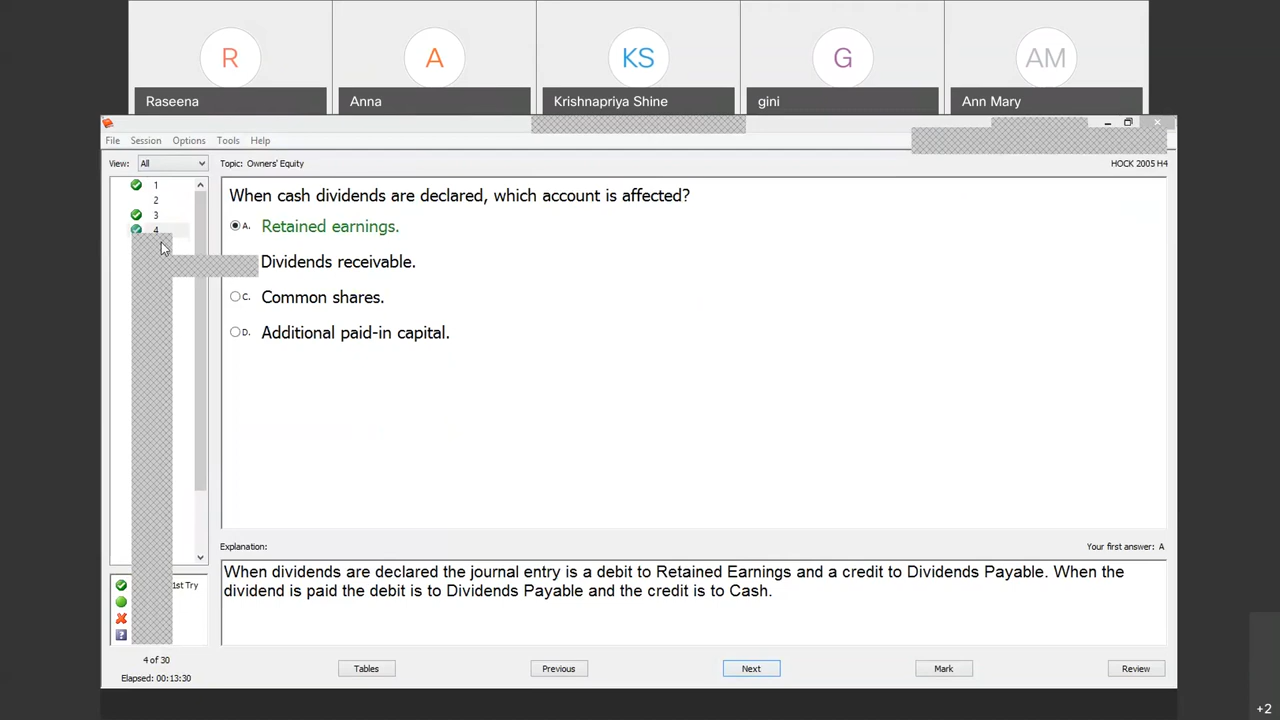 R
A
KS
G
AM
Raseena
Anna
Krishnapriya Shine
gini
Ann Mary
File Session Options Tools Help
View: All
Topic: Owners' Equity
HOCK 2005 H4
1
2
3
4
When cash dividends are declared, which account is affected?
A. Retained earnings.
Dividends receivable.
C. Common shares.
D. Additional paid-in capital.
Explanation:
Your first answer: A
When dividends are declared the journal entry is a debit to Retained Earnings and a credit to Dividends Payable. When the
dividend is paid the debit is to Dividends Payable and the credit is to Cash.
1st Try
4 of 30
Elapsed: 00:13:30
Tables
Previous
Next
Mark
Review
+2